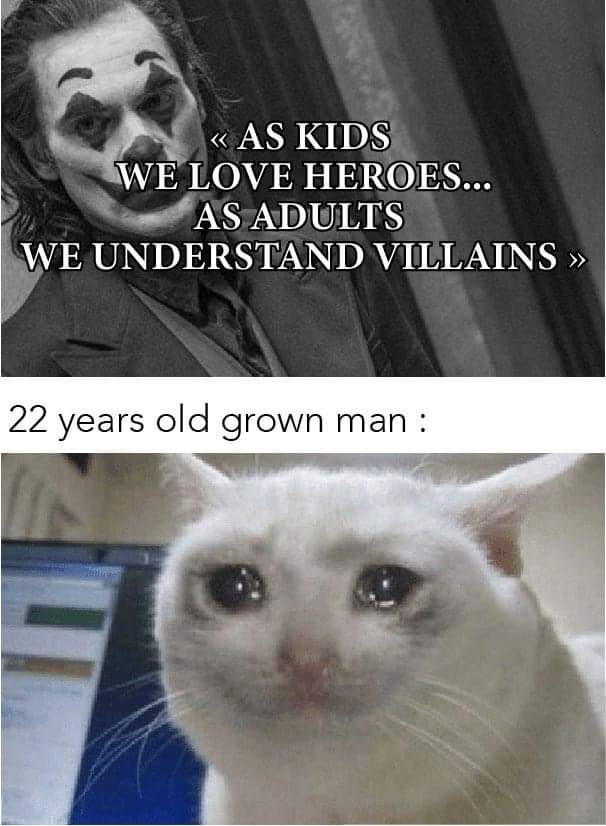 « AS KIDS
WE LOVE HEROES...
AS ADULTS
WE UNDERSTAND VILLAINS »
22 years old grown man :